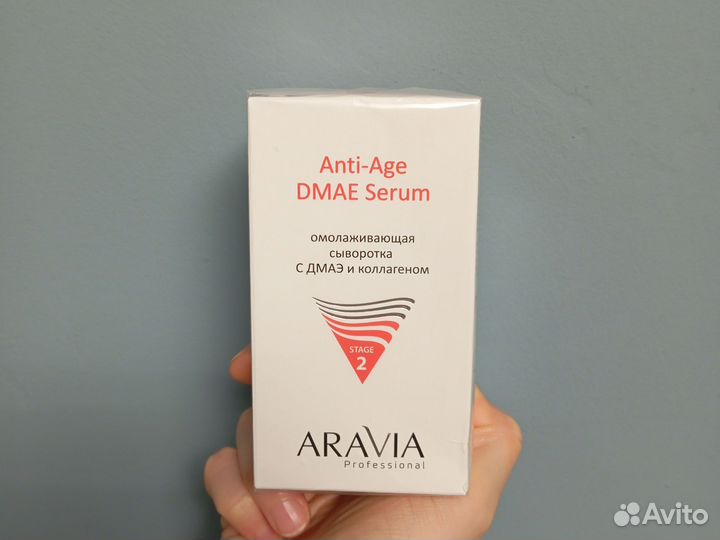 Anti-Age
DMAE Serum
омолаживающая
сыворотка
С ДМАЭ и коллагеном
STAGE
2
ARAVIA
Professional
Avito